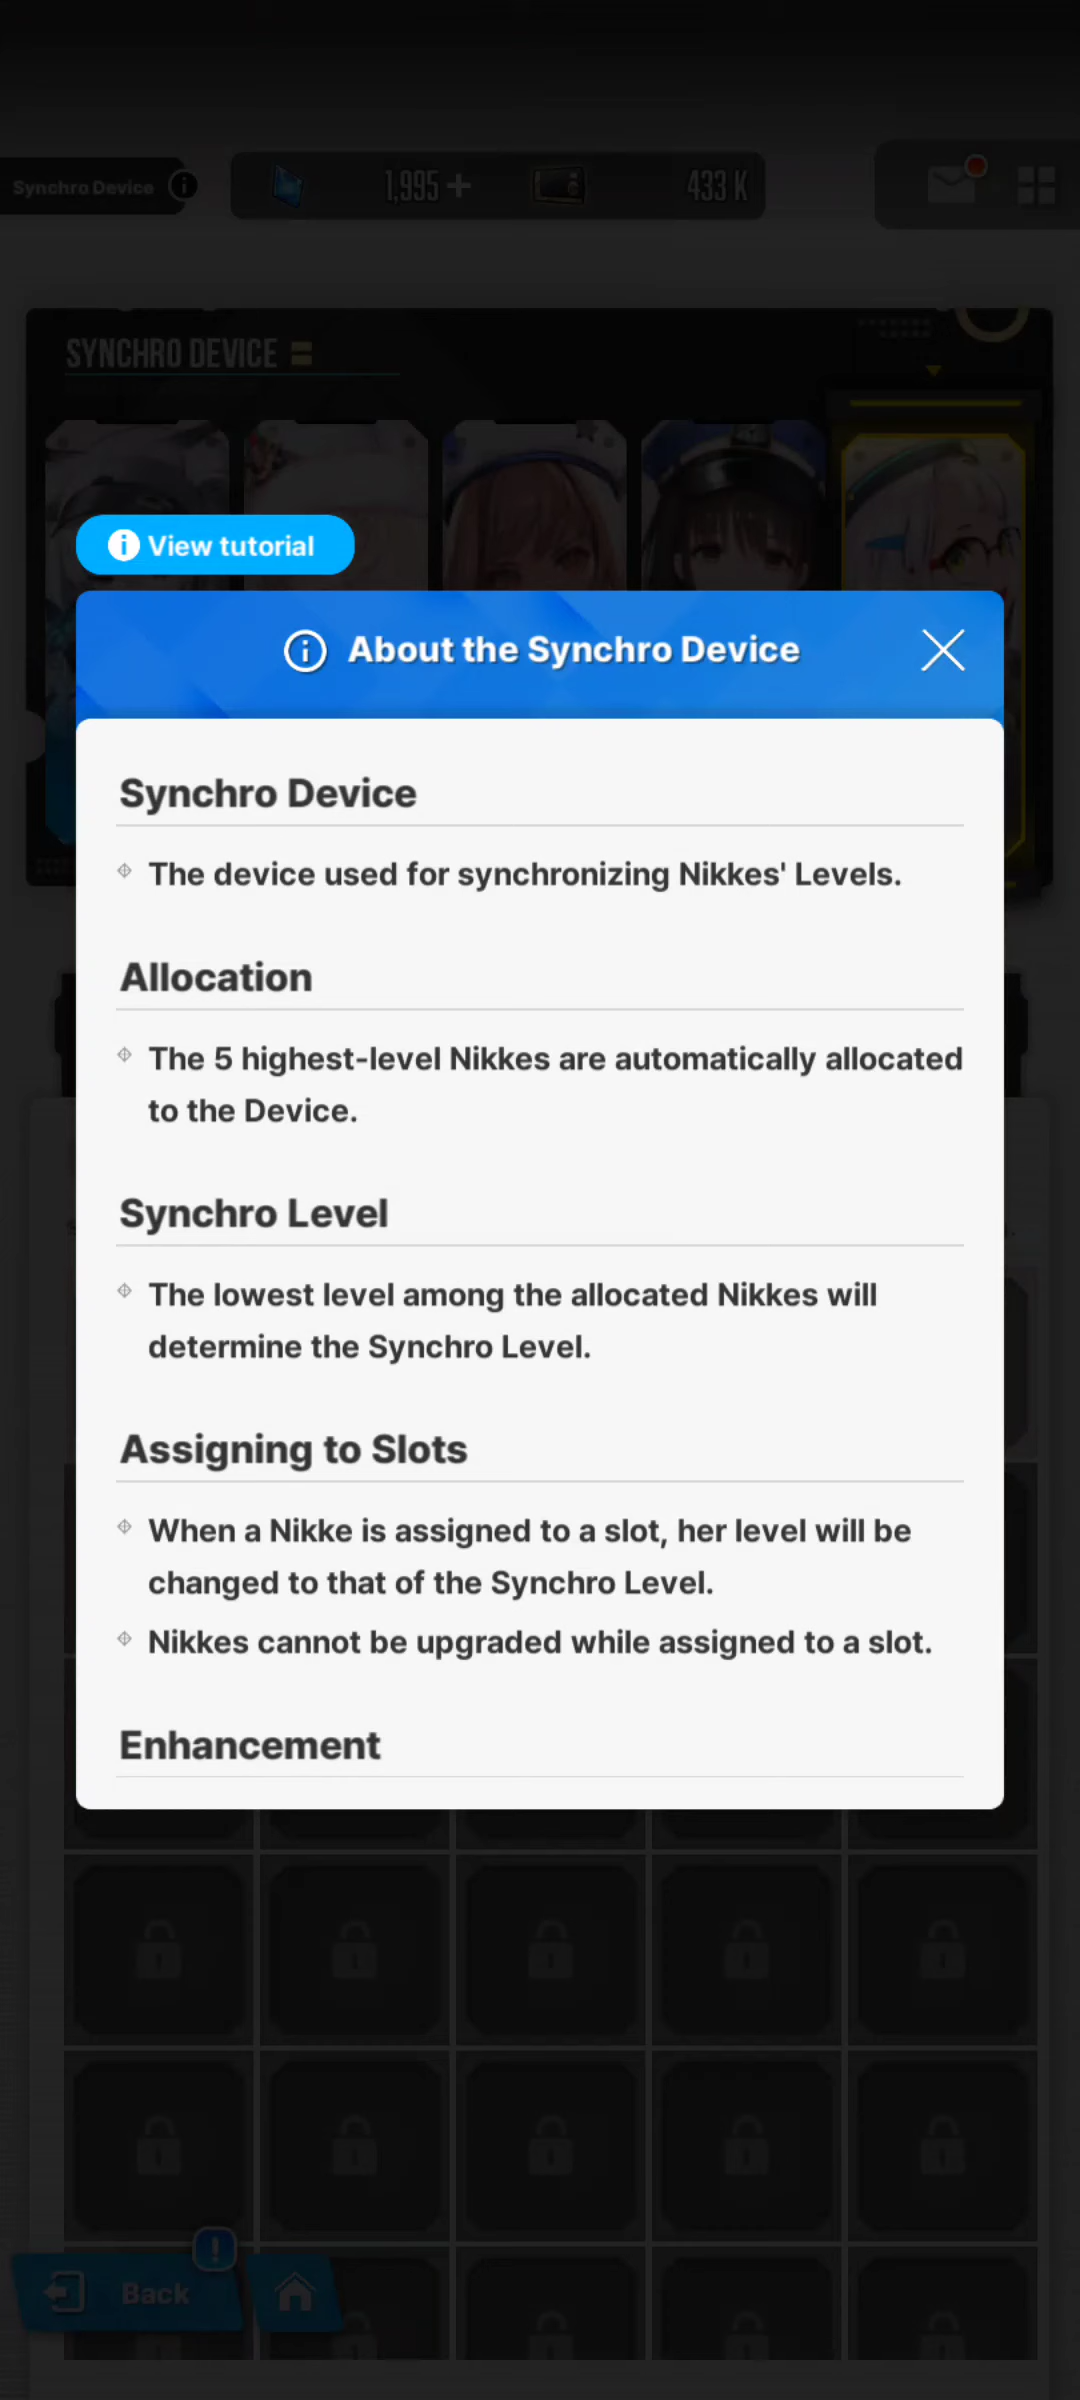 Synchro Device
1,995
433 K
SYNCHRO DEVICE
View tutorial
About the Synchro Device
Synchro Device
The device used for synchronizing Nikkes' Levels.
Allocation
The 5 highest-level Nikkes are automatically allocated
to the Device.
Synchro Level
The lowest level among the allocated Nikkes will
determine the Synchro Level.
Assigning to Slots
When a Nikke is assigned to a slot, her level will be
changed to that of the Synchro Level.
Nikkes cannot be upgraded while assigned to a slot.
Enhancement
Back